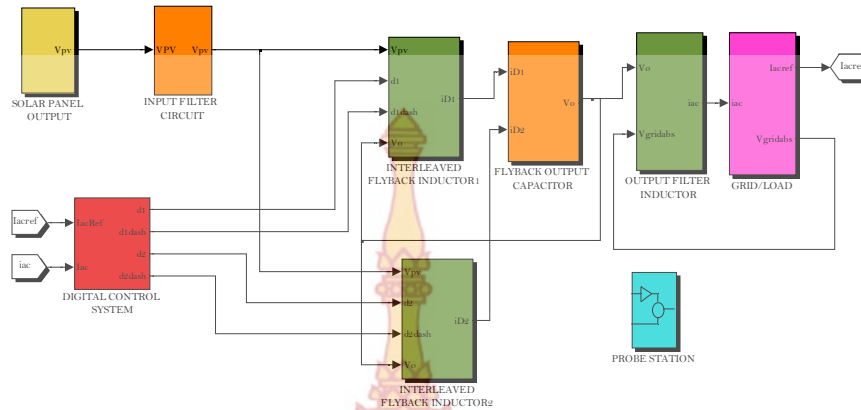 Vpv
SOLAR PANEL
OUTPUT
VPV
Vpv
INPUT FILTER
CIRCUIT
Vpv
d1
d1dash
Vo
iD1
INTERLEAVED
FLYBACK INDUCTOR1
iD1
iD2
Vo
FLYBACK OUTPUT
CAPACITOR
Vo
Vgridabs
iac
OUTPUT FILTER
INDUCTOR
iac
Iacref
Vgridabs
GRID/LOAD
Iacref
Iacref
iac
IacRef
Iac
d1
d1dash
d2
d2dash
DIGITAL CONTROL
SYSTEM
Vpv
d2
d2dash
Vo
iD2
INTERLEAVED
FLYBACK INDUCTOR2
PROBE STATION